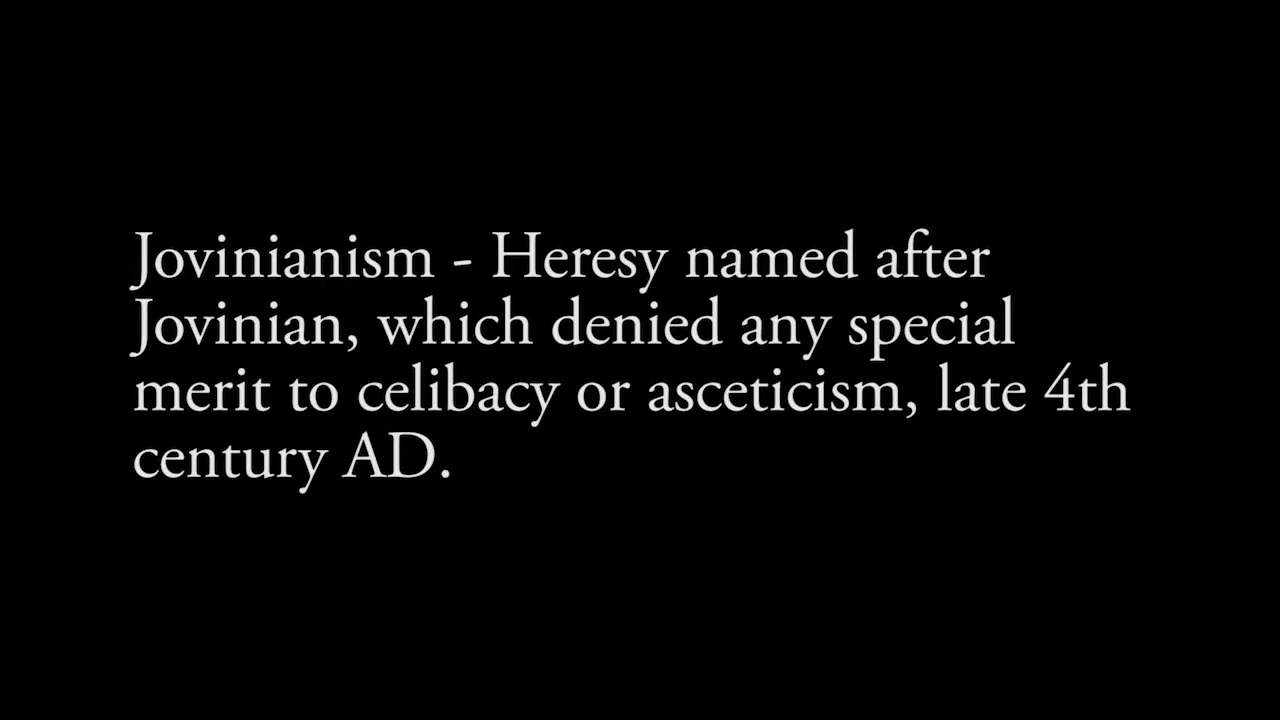 Jovinianism - Heresy named after
Jovinian, which denied any special
merit to celibacy or asceticism, late 4th
century AD.